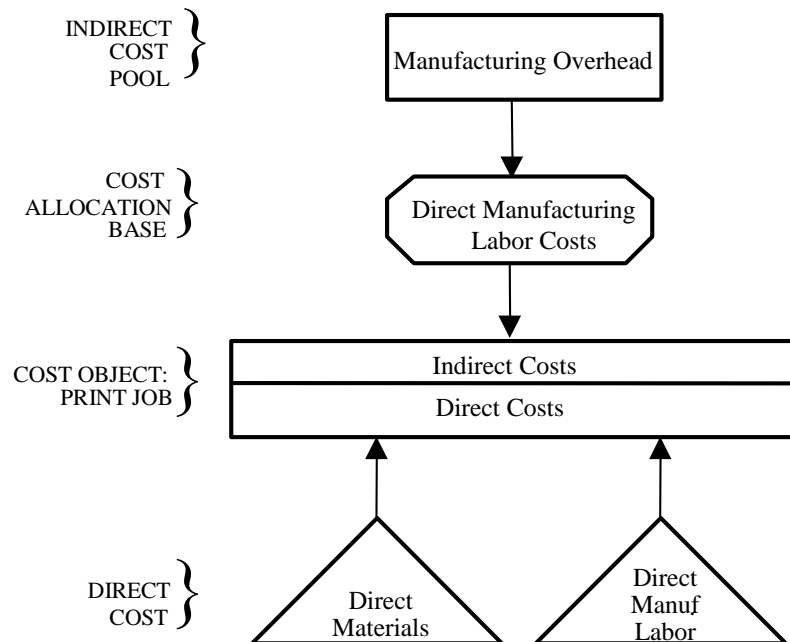 INDIRECT
COST
POOL
Manufacturing Overhead
COST
ALLOCATION
BASE
Direct Manufacturing
Labor Costs
COST OBJECT:
PRINT JOB
Indirect Costs
Direct Costs
DIRECT
COST
Direct
Materials
Direct
Manuf.
Labor